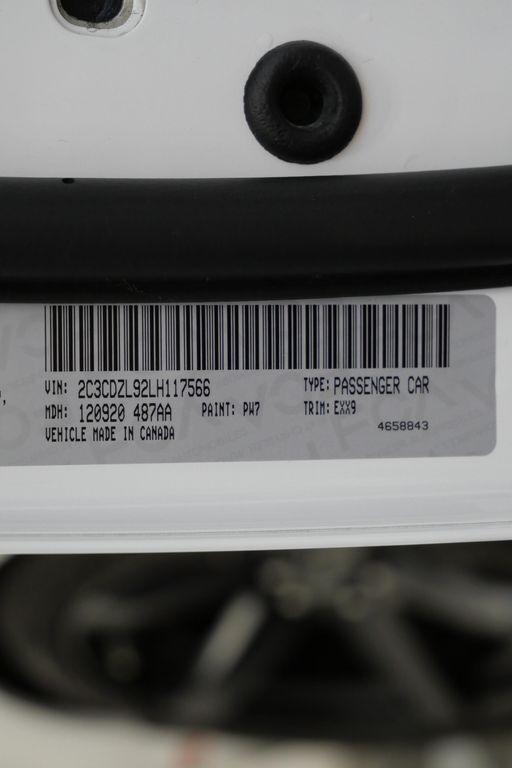 VIN: 2C3CDZL92LH117566 TYPE: PASSENGER CAR
MDH: 120920 487AA PAINT: PW7 TRIM: EXX9
VEHICLE MADE IN CANADA 4658843